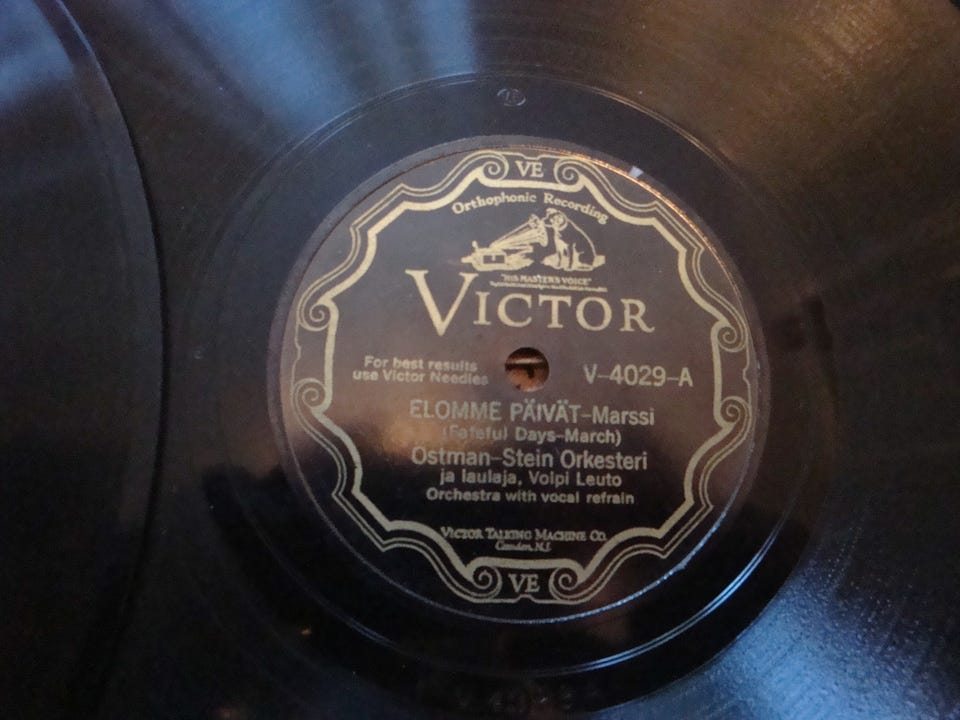 VE
Orthophonic Recording
"HIS MASTER'S VOICE"
VICTOR
For best results
use Victor Needles
V-4029-A
ELOMME PÄIVÄT-Marssi
(Fateful Days-March)
Ostman-Stein Orkesteri
ja laulaja, Volpi Leuto
Orchestra with vocal refrain
VICTOR TALKING MACHINE CO.
Camden, N.J.
VE